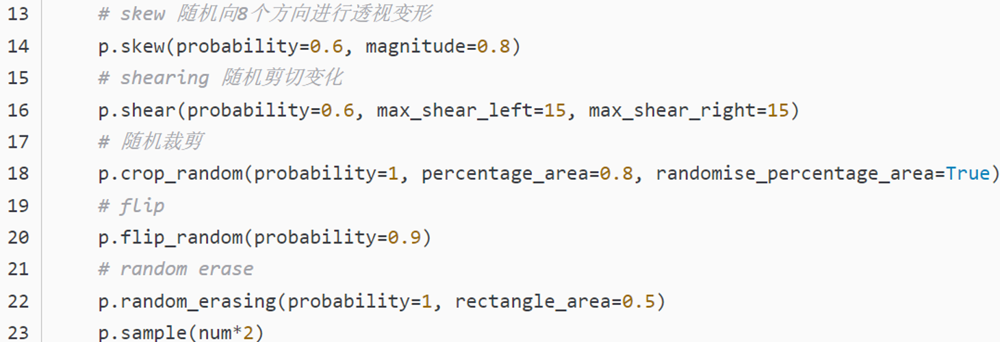 13 # skew 随机向8个方向进行透视变形
14 p.skew(probability=0.6, magnitude=0.8)
15 # shearing 随机剪切变化
16 p.shear(probability=0.6, max_shear_left=15, max_shear_right=15)
17 # 随机裁剪
18 p.crop_random(probability=1, percentage_area=0.8, randomise_percentage_area=True)
19 # flip
20 p.flip_random(probability=0.9)
21 # random erase
22 p.random_erasing(probability=1, rectangle_area=0.5)
23 p.sample(num*2)